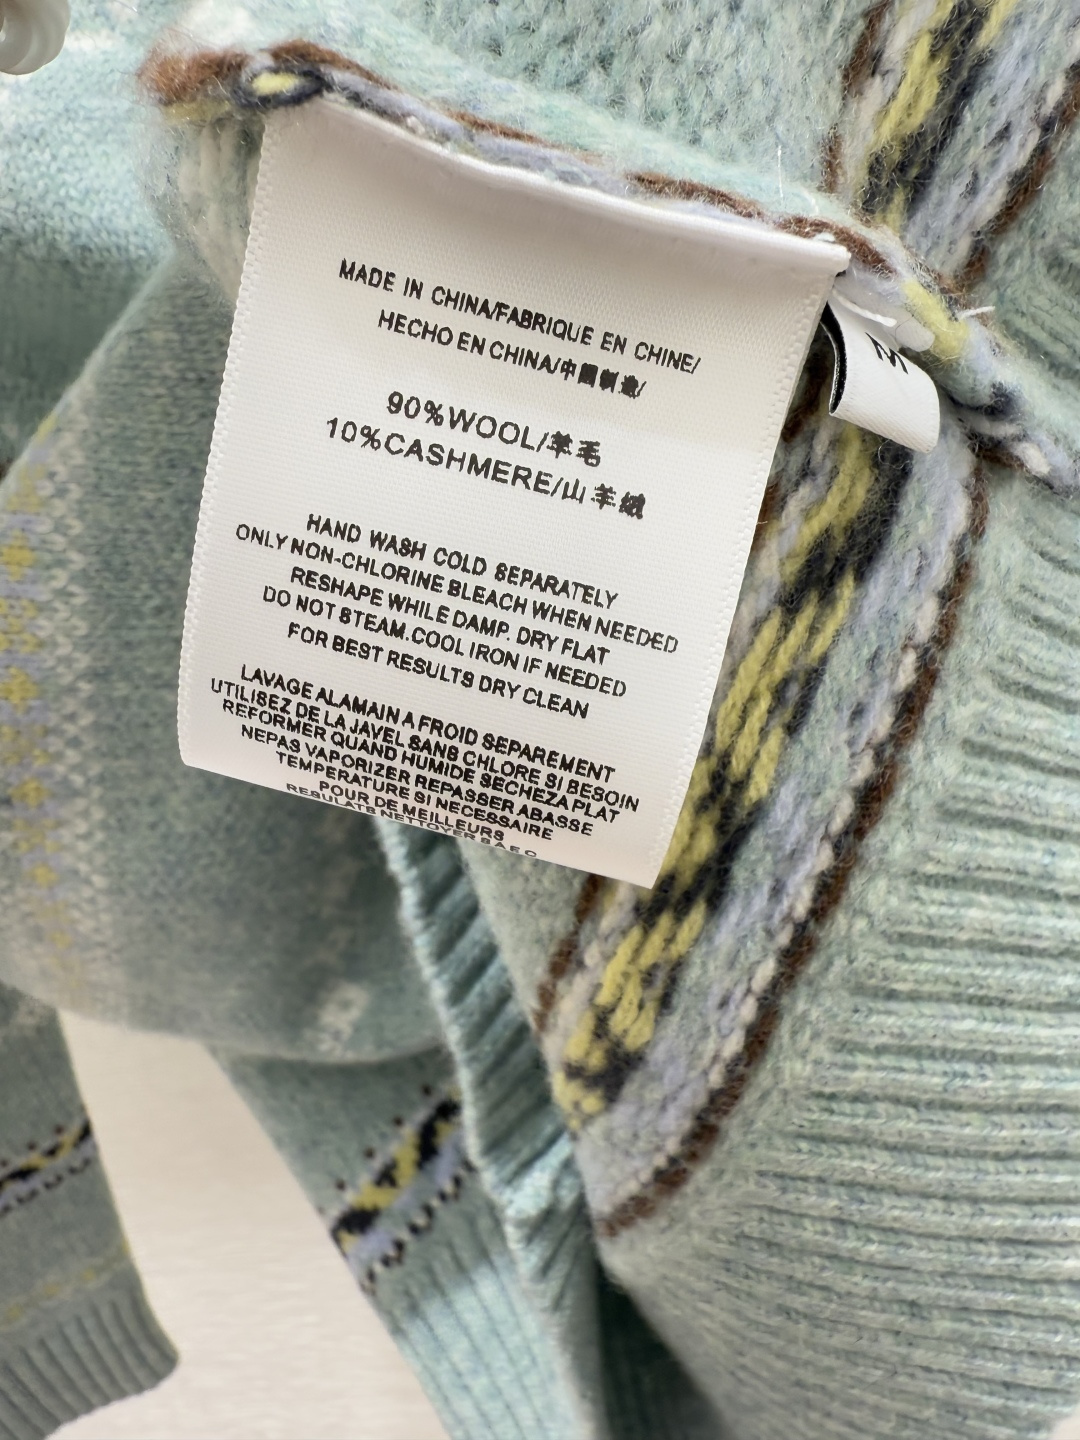 MADE IN CHINA/FABRIQUE EN CHINE/
HECHO EN CHINA/中國製造/
90%WOOL/羊毛
10%CASHMERE/山羊絨
HAND WASH COLD SEPARATELY
ONLY NON-CHLORINE BLEACH WHEN NEEDED
RESHAPE WHILE DAMP. DRY FLAT
DO NOT STEAM.COOL IRON IF NEEDED
FOR BEST RESULTS DRY CLEAN
LAVAGE ALAMAIN A FROID SEPAREMENT
UTILISEZ DE LA JAVEL SANS CHLORE SI BESOIN
REFORMER QUAND HUMIDE SECHEZA PLAT
NEPAS VAPORIZER REPASSER ABASSE
TEMPERATURE SI NECESSAIRE
POUR DE MEILLEURS
RESULATS NETTOYER
M